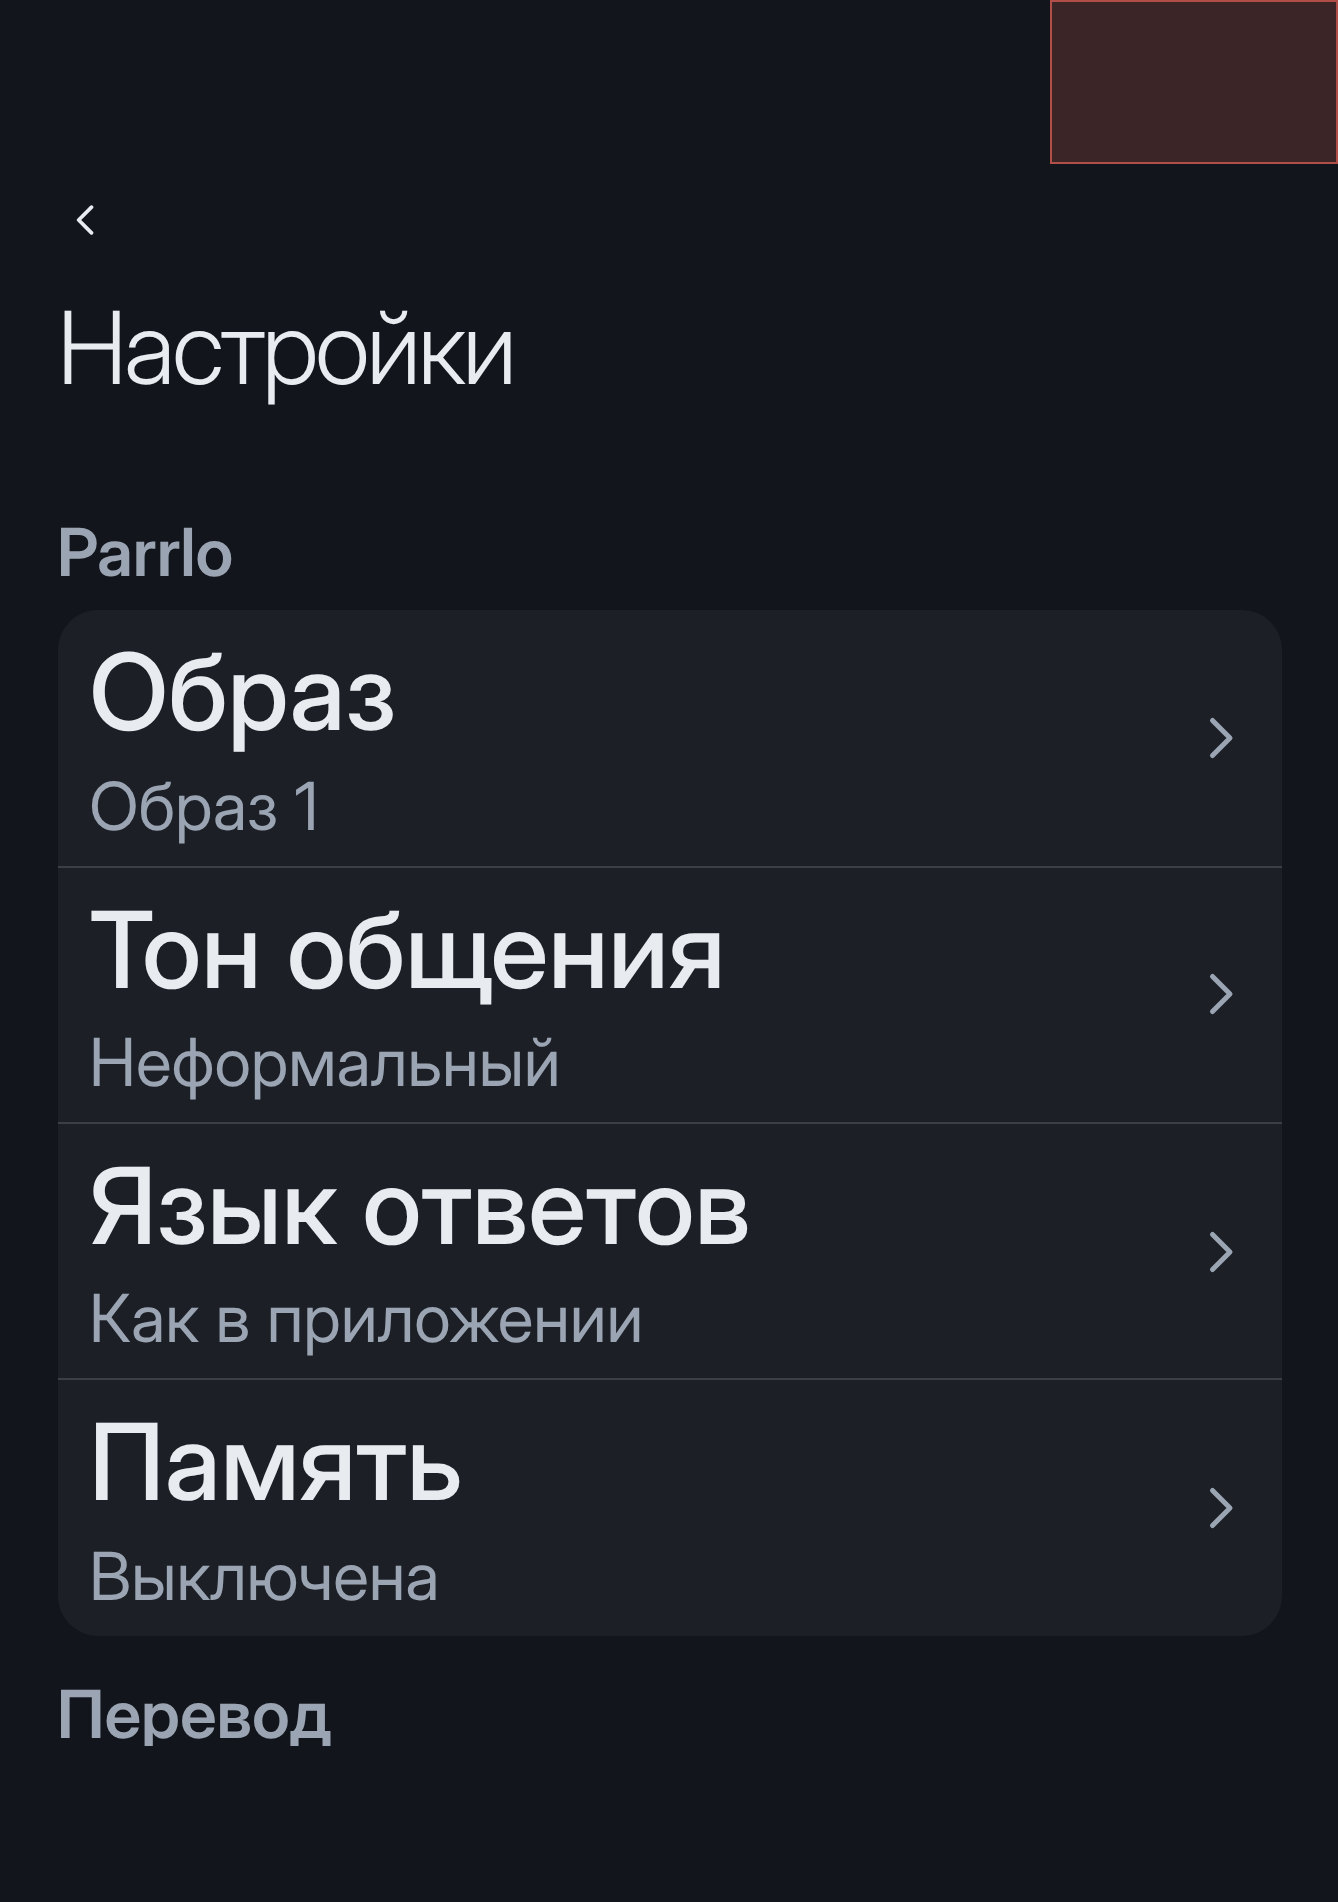 Настройки
Parrlo
Образ
Образ 1
Тон общения
Неформальный
Язык ответов
Как в приложении
Память
Выключена
Перевод